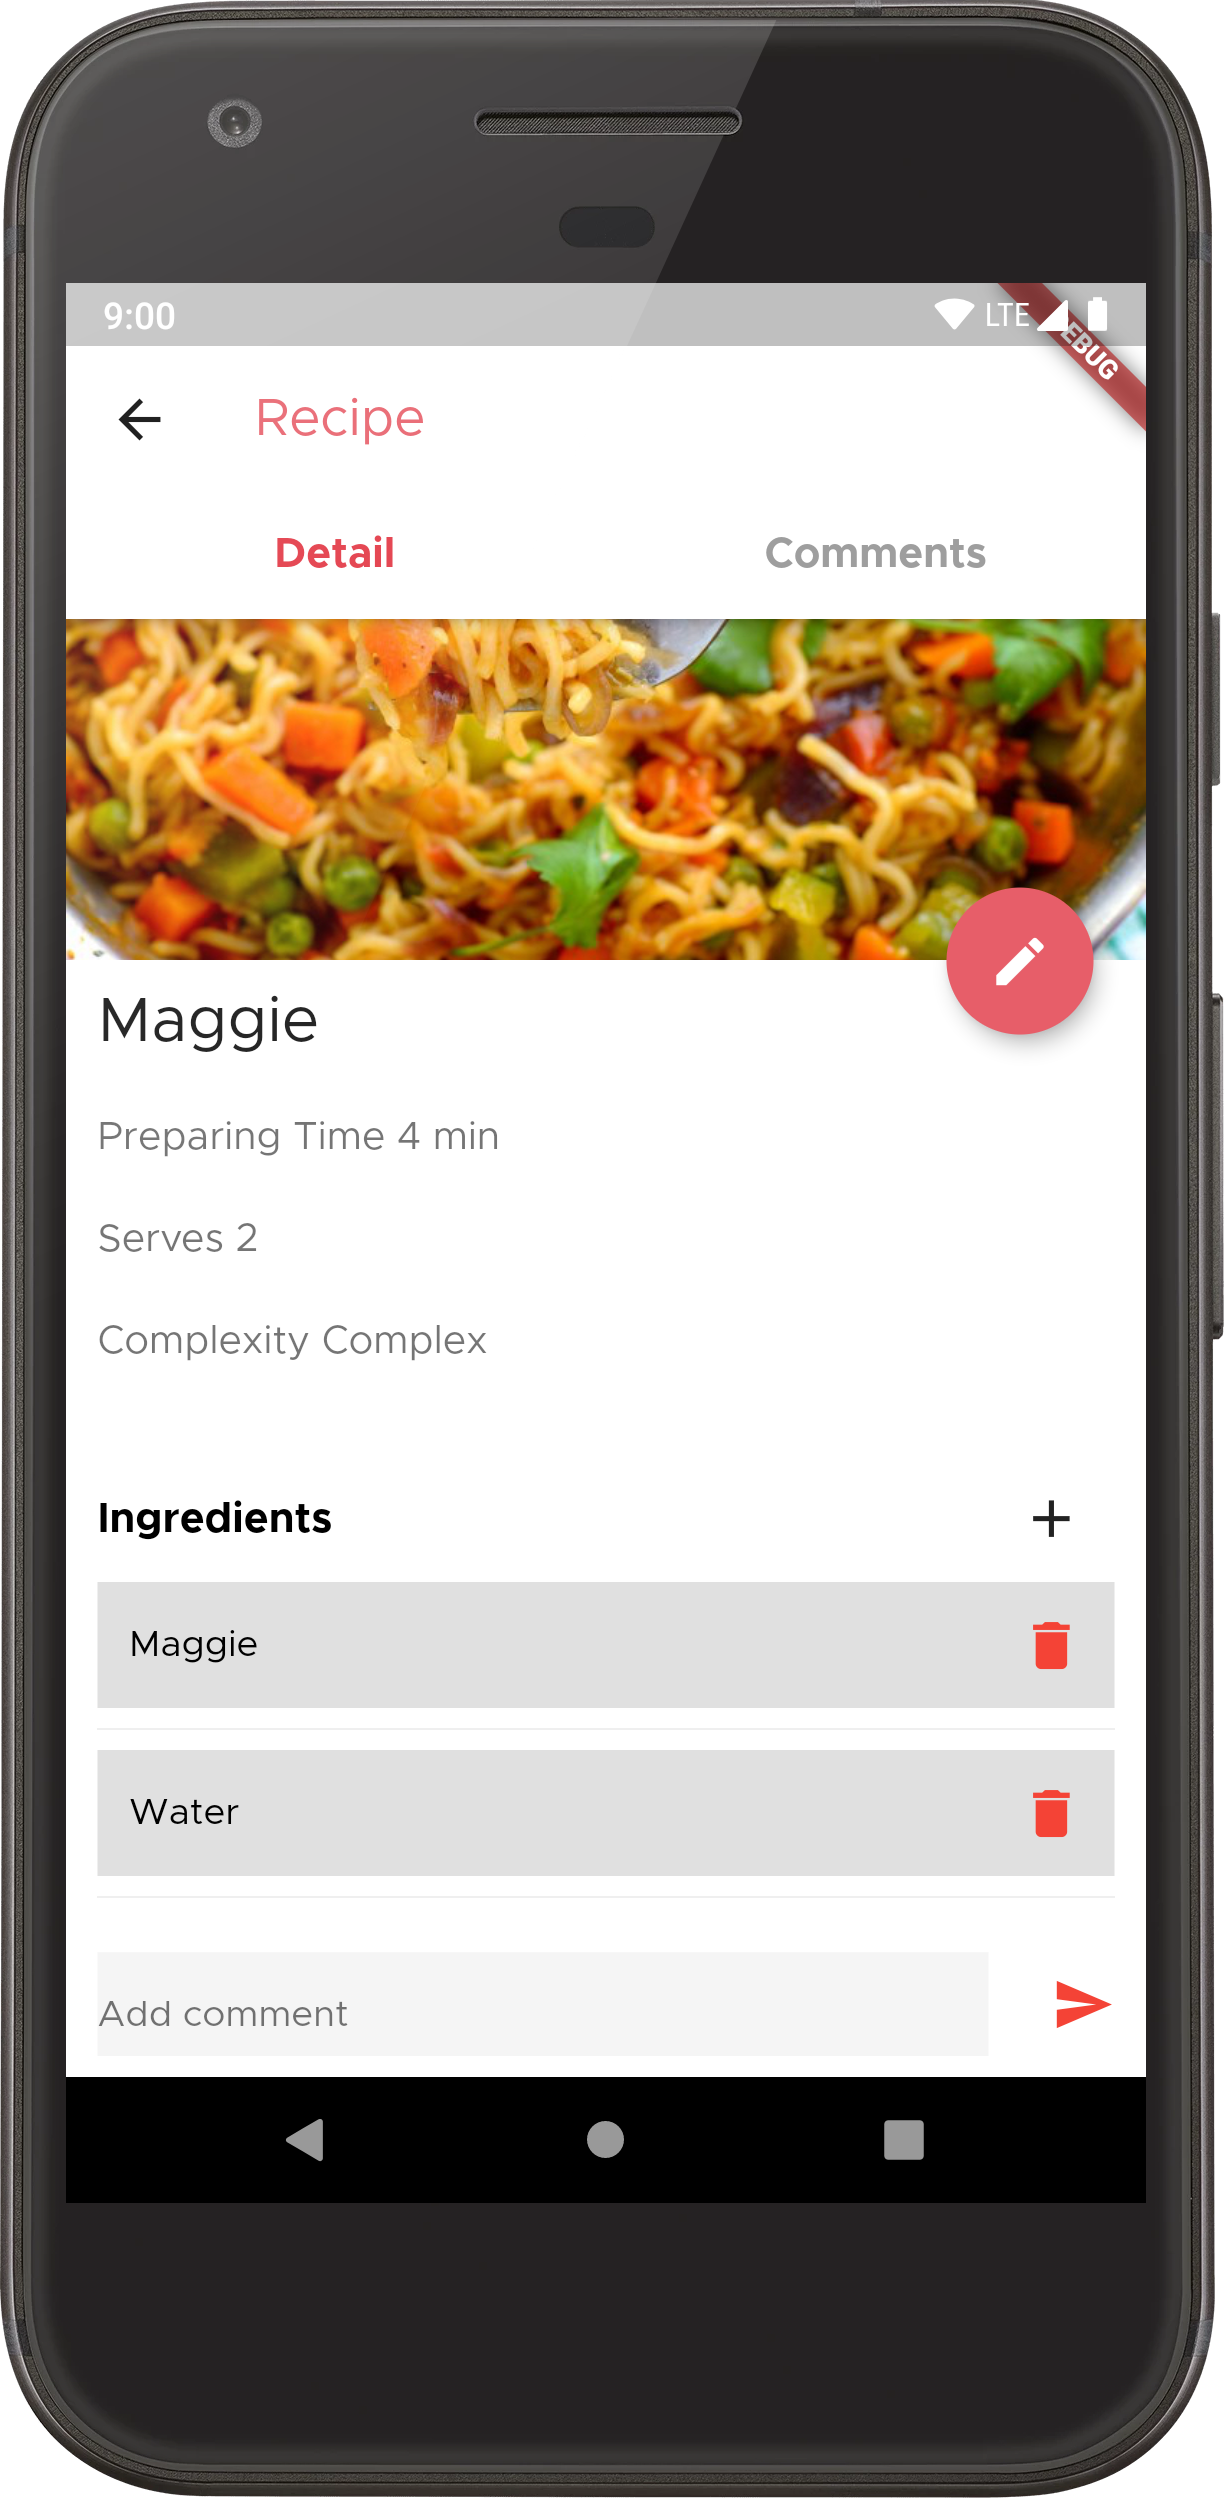 9:00
LTE
EBUG
Recipe
Detail
Comments
Maggie
Preparing Time 4 min
Serves 2
Complexity Complex
Ingredients
Maggie
Water
Add comment